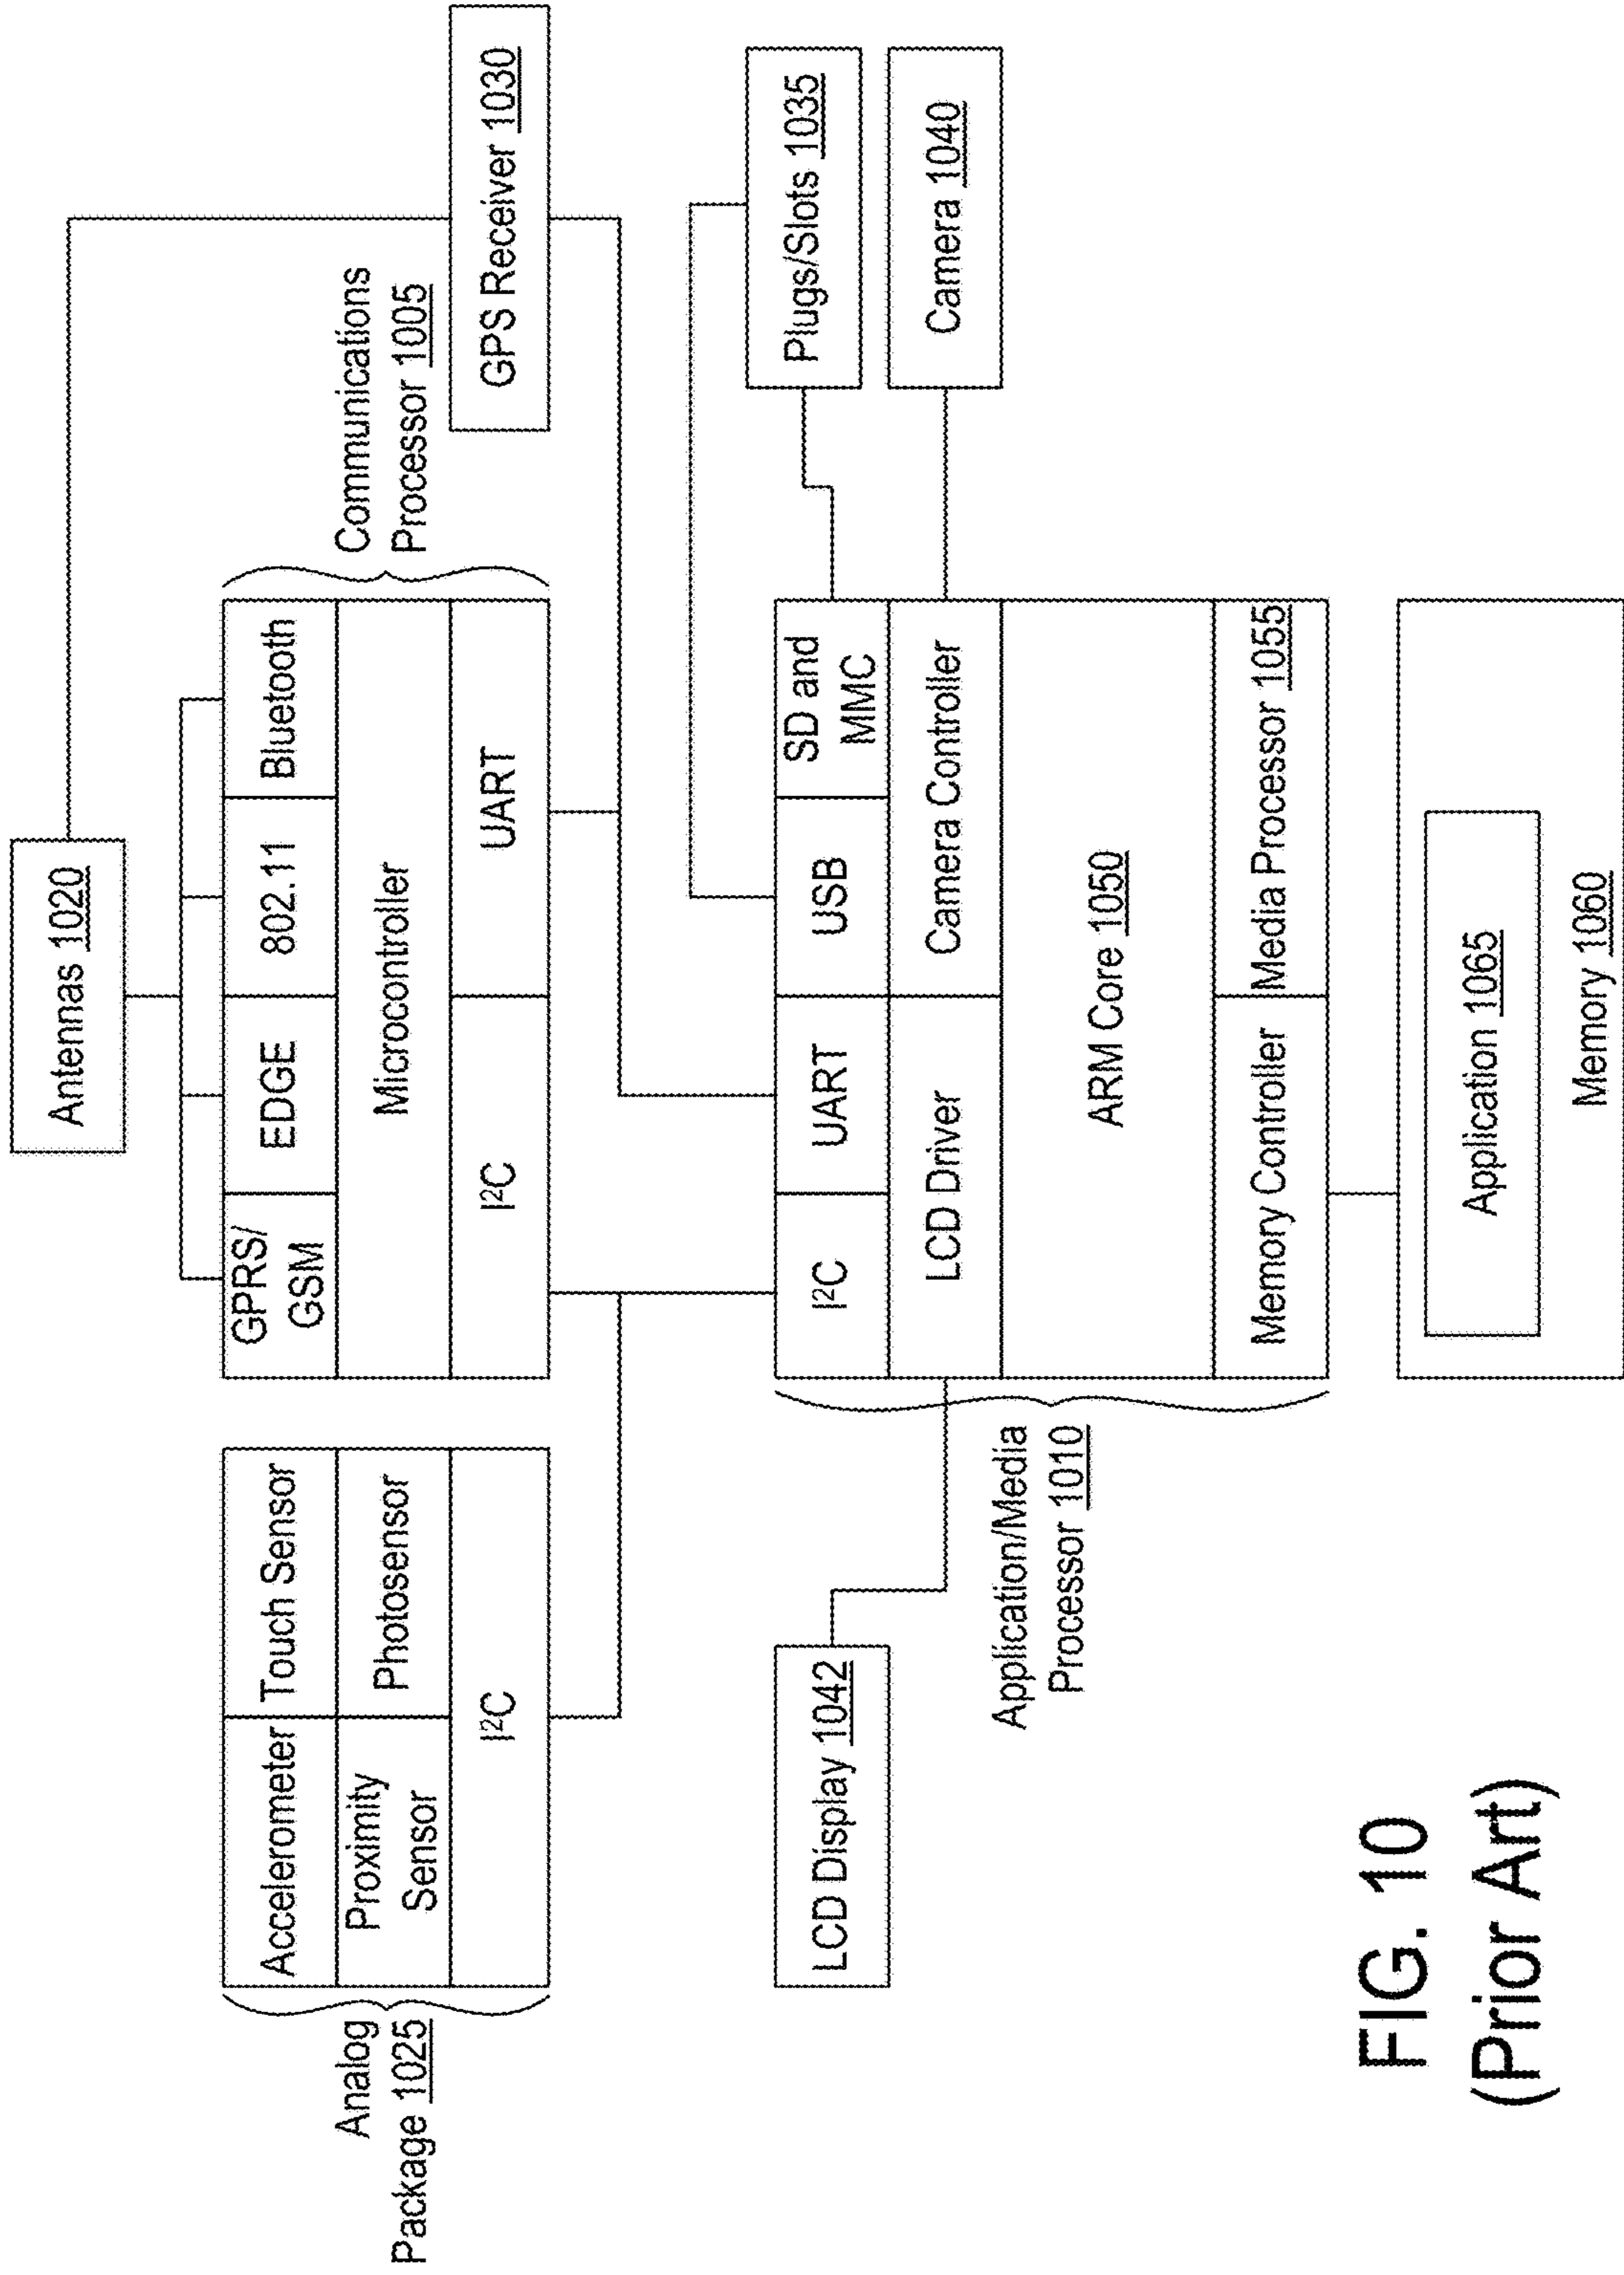 Antennas 1020
GPRS/
GSM
EDGE
802.11
Bluetooth
Microcontroller
I²C
UART
Communications
Processor 1005
GPS Receiver 1030
Accelerometer
Touch Sensor
Proximity
Sensor
Photosensor
I²C
Analog
Package 1025
I²C
UART
USB
SD and
MMC
LCD Driver
Camera Controller
ARM Core 1050
Memory Controller
Media Processor 1055
Plugs/Slots 1035
Camera 1040
LCD Display 1042
Application/Media
Processor 1010
Application 1065
Memory 1060
FIG. 10
(Prior Art)